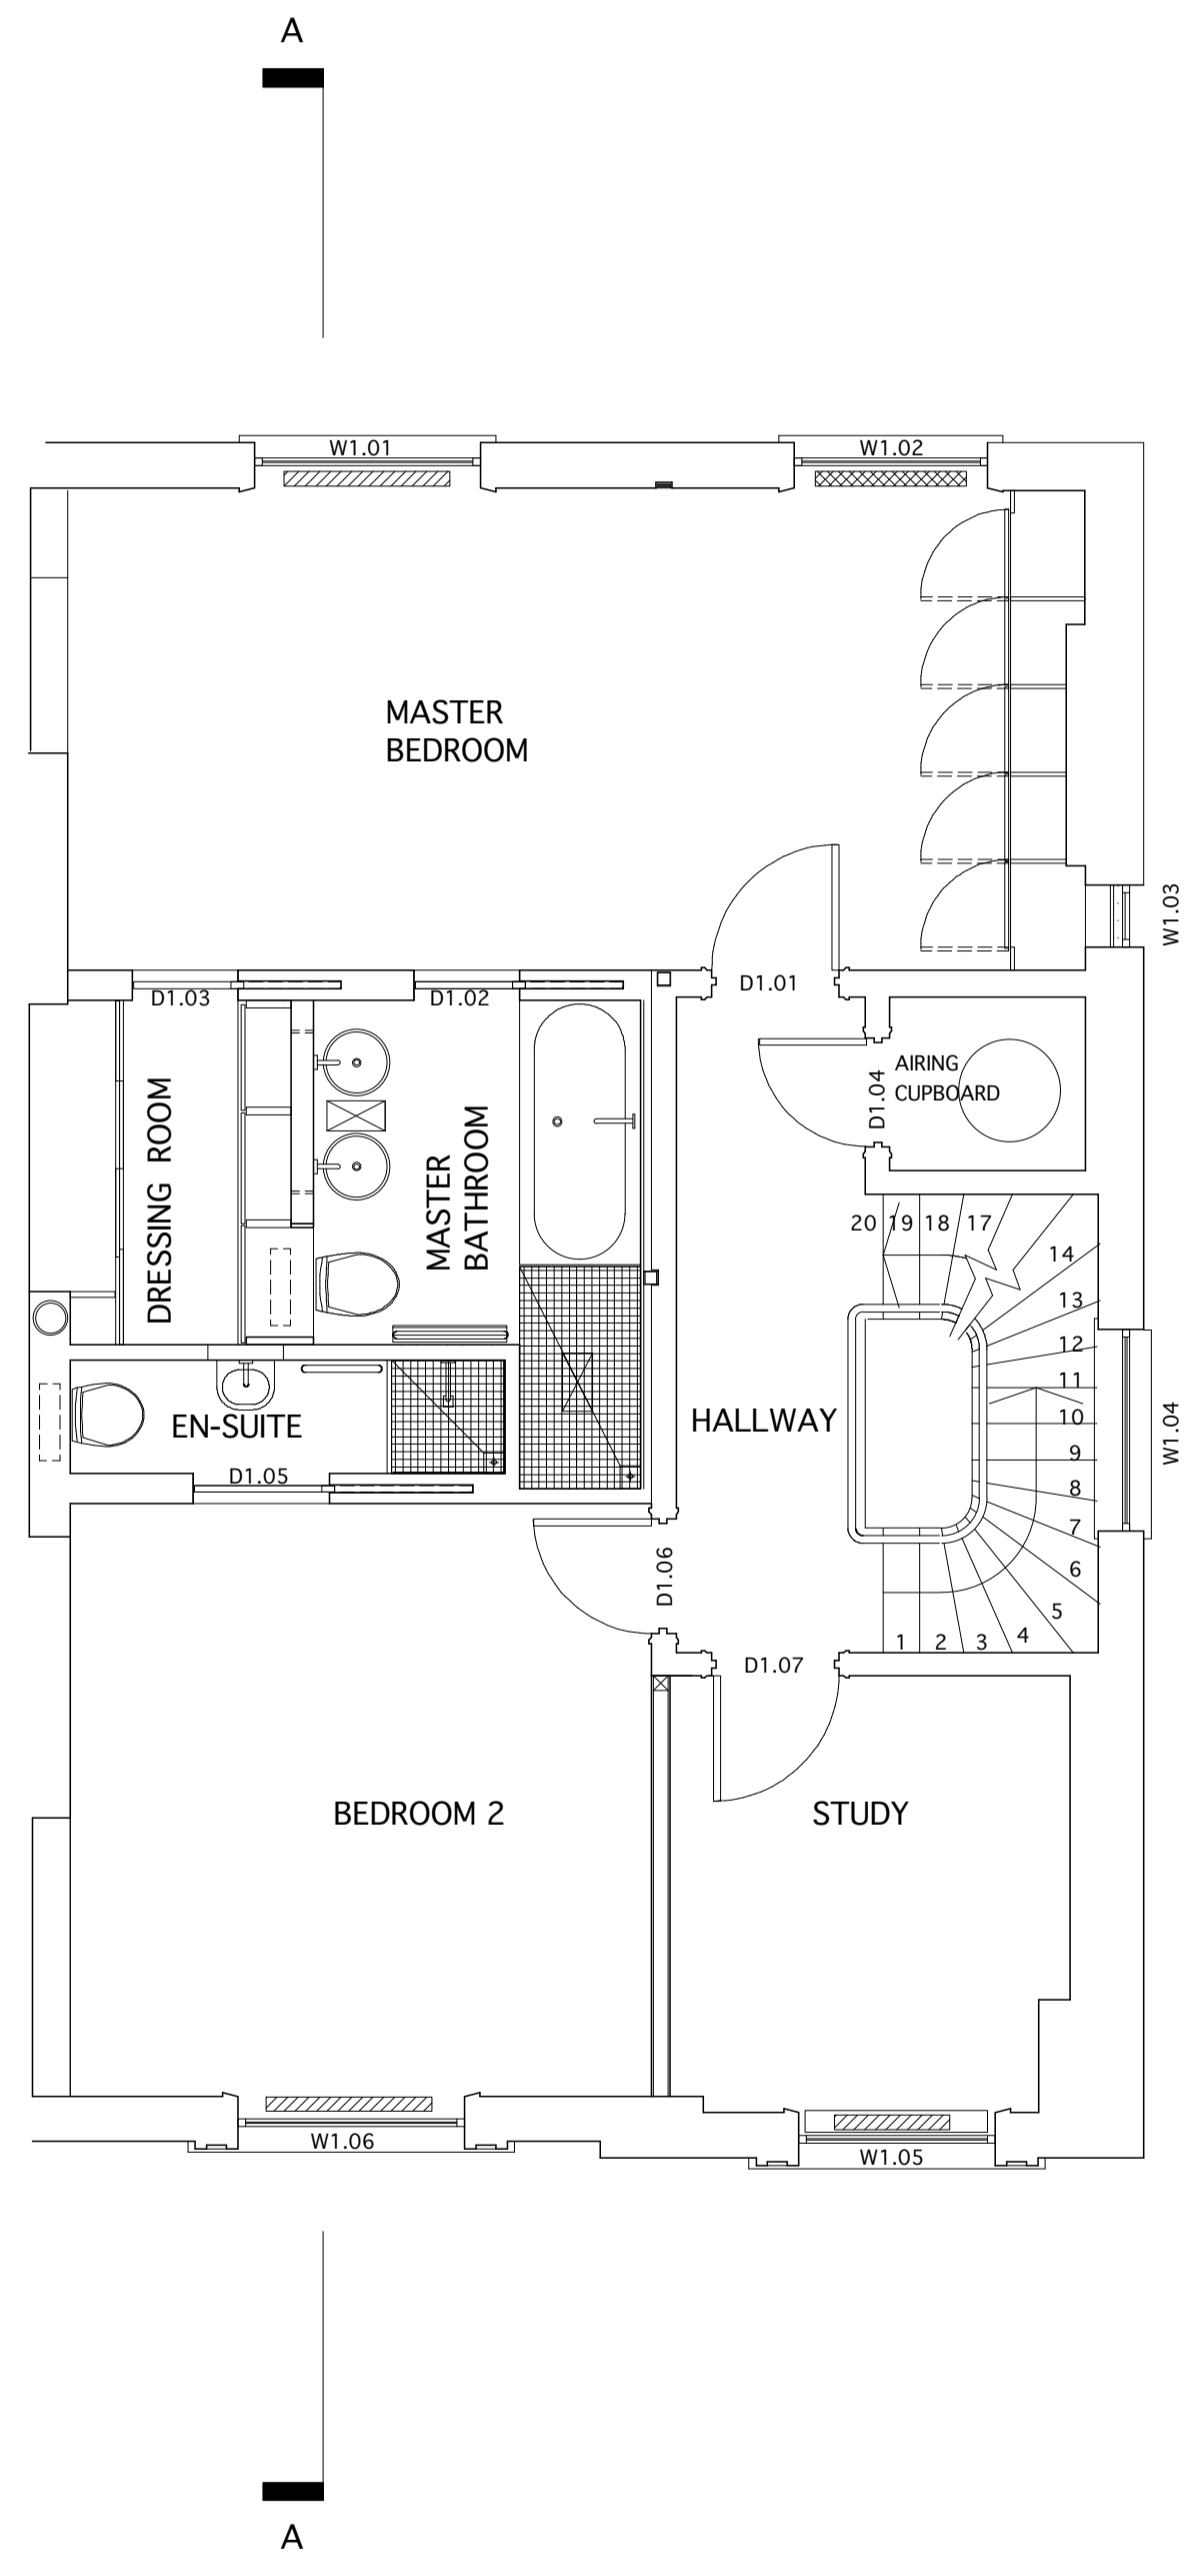 A
W1.01
W1.02
MASTER
BEDROOM
W1.03
D1.03
D1.02
D1.01
AIRING
CUPBOARD
D1.04
DRESSING ROOM
MASTER
BATHROOM
20
19
18
17
14
13
12
11
10
9
8
7
6
5
4
3
2
1
HALLWAY
W1.04
EN-SUITE
D1.05
D1.06
D1.07
BEDROOM 2
STUDY
W1.06
W1.05
A